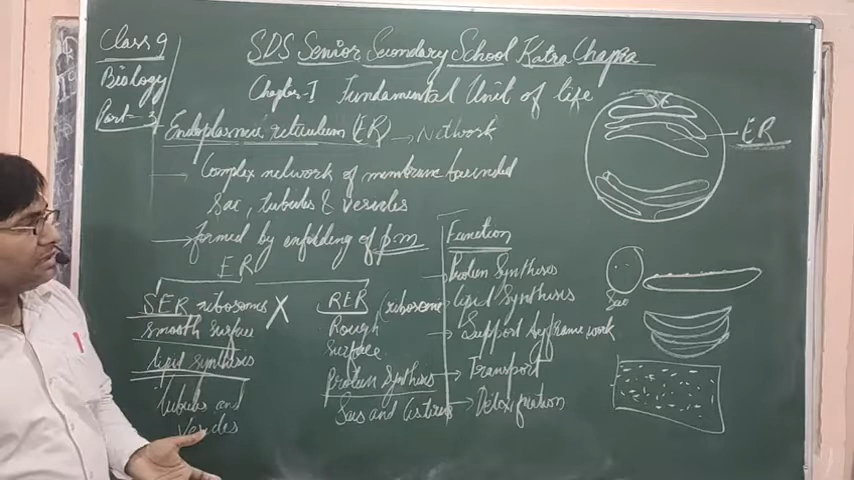 Class 9
Biology
Part-3
SDS Senior Secondary School Katra Chapra
Chapter-I Fundamental Unit of life
Endoplasmic reticulum (ER) → Network
Complex network of membrane bounded
Sac, tubules & vesicles
→ formed by enfolding of p.m
ER
SER ribosomes X
Smooth surface
lipid synthesis
Tubules and
Vesicles
RER (ribosome
Rough
surface
Protein Synthesis
Sacs and Cisterns
Function
Protein Synthesis
lipid Synthesis
Support by frame work
Transport
Detoxification
ER
Sac